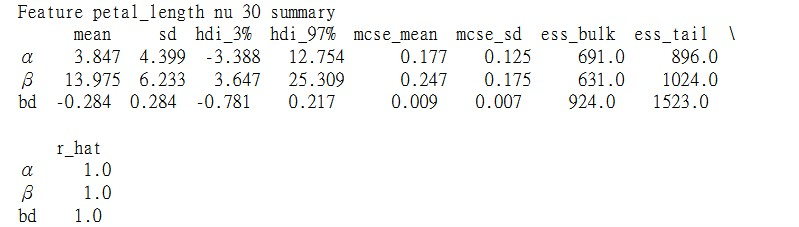 Feature petal_length nu 30 summary
mean sd hdi_3% hdi_97% mcse_mean mcse_sd ess_bulk ess_tail \
α 3.847 4.399 -3.388 12.754 0.177 0.125 691.0 896.0
β 13.975 6.233 3.647 25.309 0.247 0.175 631.0 1024.0
bd -0.284 0.284 -0.781 0.217 0.009 0.007 924.0 1523.0
r_hat
α 1.0
β 1.0
bd 1.0